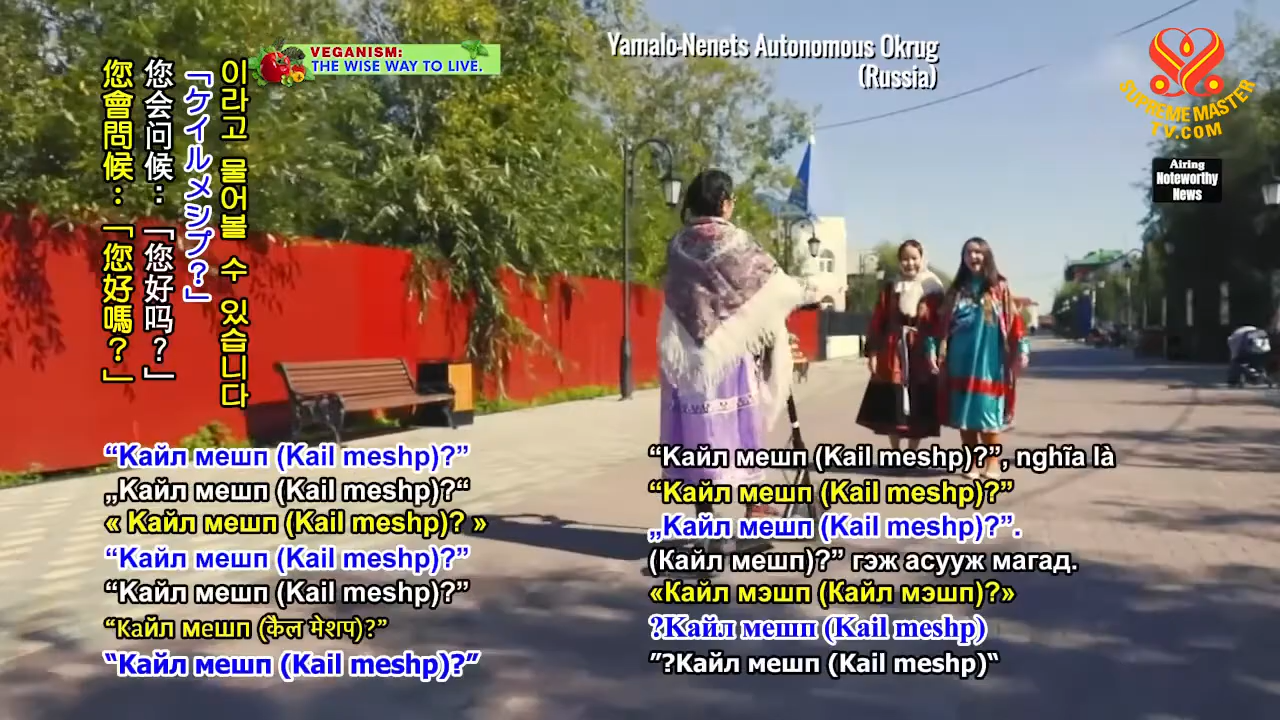 VEGANISM:
THE WISE WAY TO LIVE.
Yamalo-Nenets Autonomous Okrug
(Russia)
SUPREME MASTER
TV.COM
Airing
Noteworthy
News
이라고 물어볼 수 있습니다
「ケイルメシプ？」
您会问候：「您好吗？」
您會問候：「您好嗎？」
“Кайл мешп (Kail meshp)?”
„Кайл мешп (Kail meshp)?“
« Кайл мешп (Kail meshp)? »
“Кайл мешп (Kail meshp)?”
“Кайл мешп (Kail meshp)?”
“Кайл мешп (कैल मेशप)?”
“Кайл мешп (Kail meshp)?”
“Кайл мешп (Kail meshp)?”, nghĩa là
“Кайл мешп (Kail meshp)?”
„Кайл мешп (Kail meshp)?”.
(Кайл мешп)?” гэж асууж магад.
«Кайл мэшп (Кайл мэшп)?»
?Кайл мешп (Kail meshp)
”?Кайл мешп (Kail meshp)“